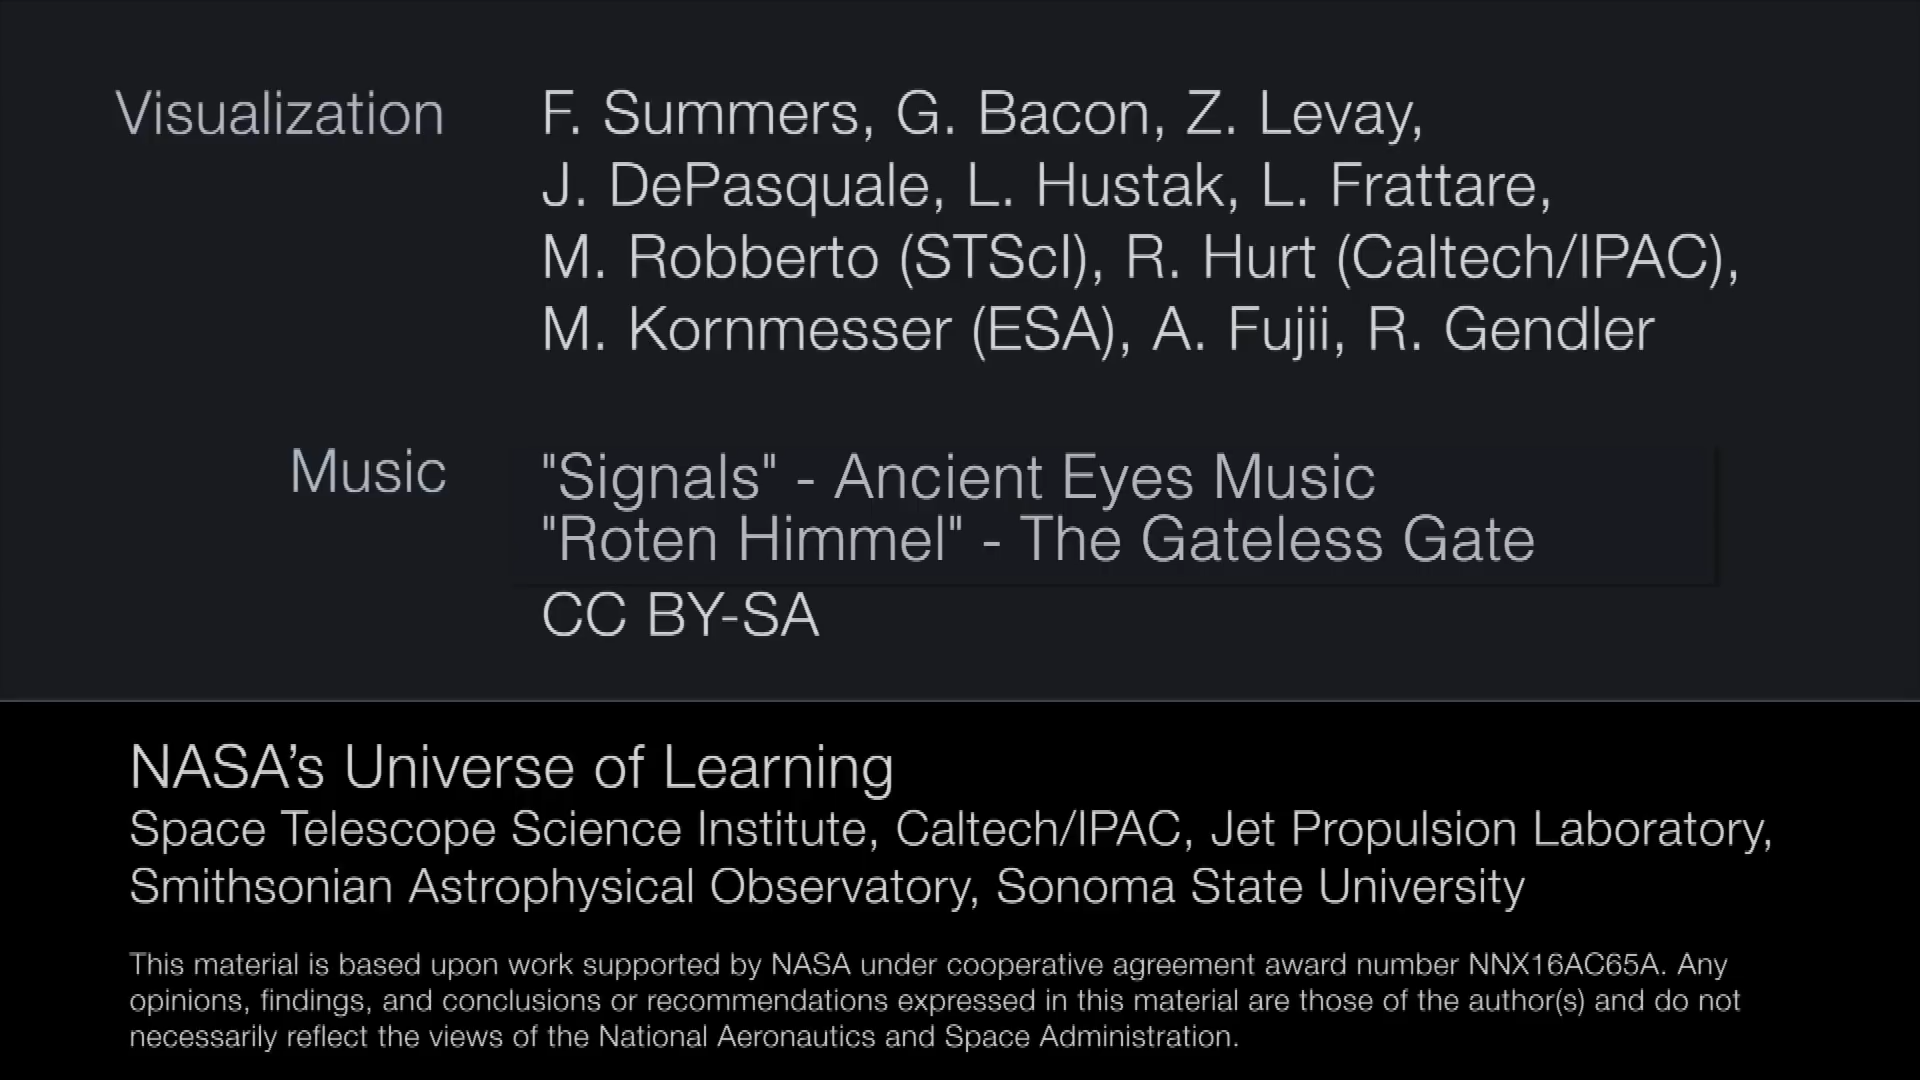 Visualization F. Summers, G. Bacon, Z. Levay,
J. DePasquale, L. Hustak, L. Frattare,
M. Robberto (STScI), R. Hurt (Caltech/IPAC),
M. Kornmesser (ESA), A. Fujii, R. Gendler
Music "Signals" - Ancient Eyes Music
"Roten Himmel" - The Gateless Gate
CC BY-SA
NASA’s Universe of Learning
Space Telescope Science Institute, Caltech/IPAC, Jet Propulsion Laboratory,
Smithsonian Astrophysical Observatory, Sonoma State University
This material is based upon work supported by NASA under cooperative agreement award number NNX16AC65A. Any
opinions, findings, and conclusions or recommendations expressed in this material are those of the author(s) and do not
necessarily reflect the views of the National Aeronautics and Space Administration.